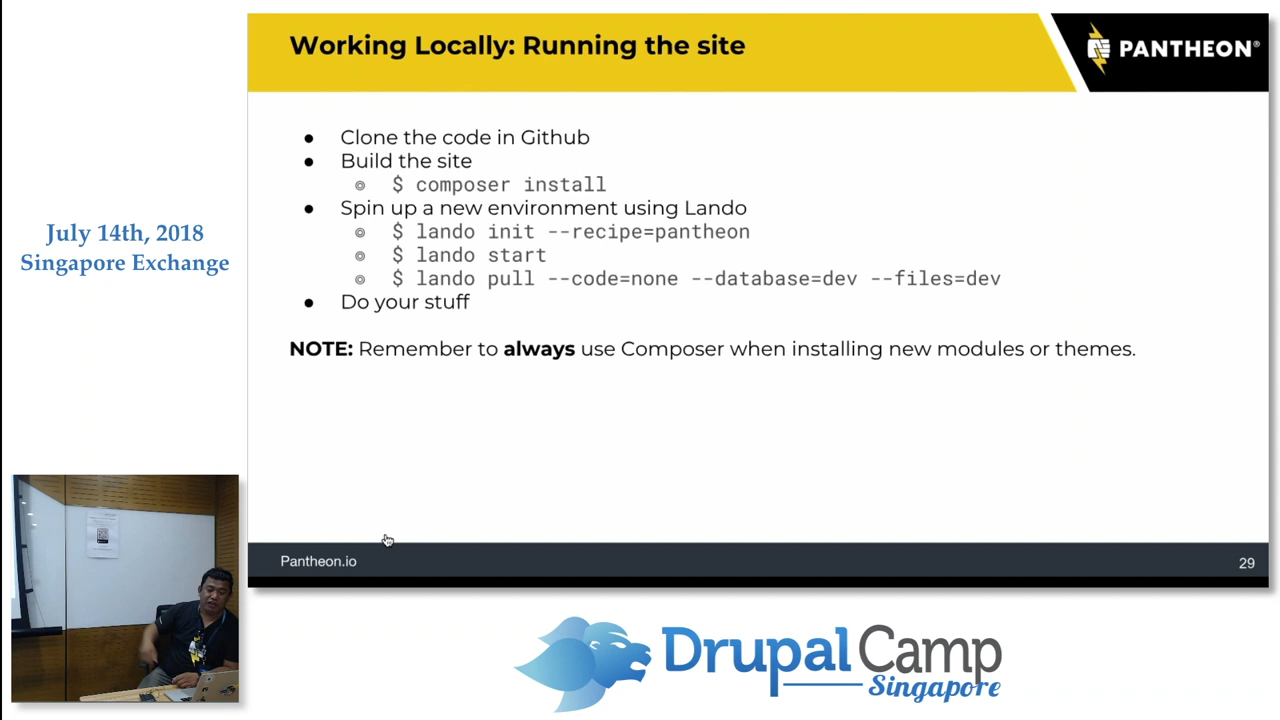 Working Locally: Running the site
PANTHEON®
● Clone the code in Github
● Build the site
$ composer install
● Spin up a new environment using Lando
$ lando init --recipe=pantheon
$ lando start
$ lando pull --code=none --database=dev --files=dev
● Do your stuff
NOTE: Remember to always use Composer when installing new modules or themes.
July 14th, 2018
Singapore Exchange
Pantheon.io
29
DrupalCamp
Singapore